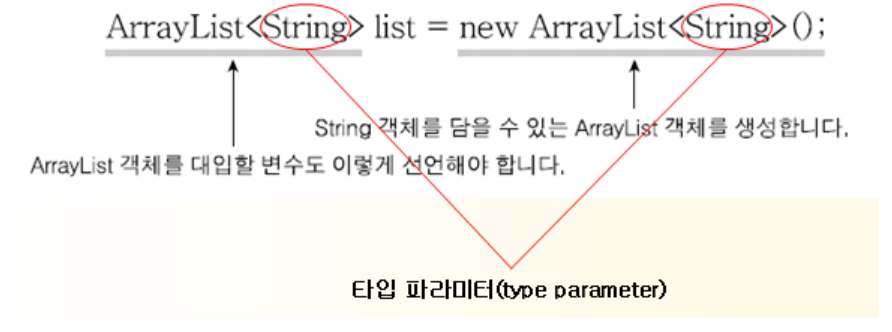 ArrayList<String> list = new ArrayList<String>();
String 객체를 담을 수 있는 ArrayList 객체를 생성합니다.
ArrayList 객체를 대입할 변수도 이렇게 선언해야 합니다.
타입 파라미터(type parameter)